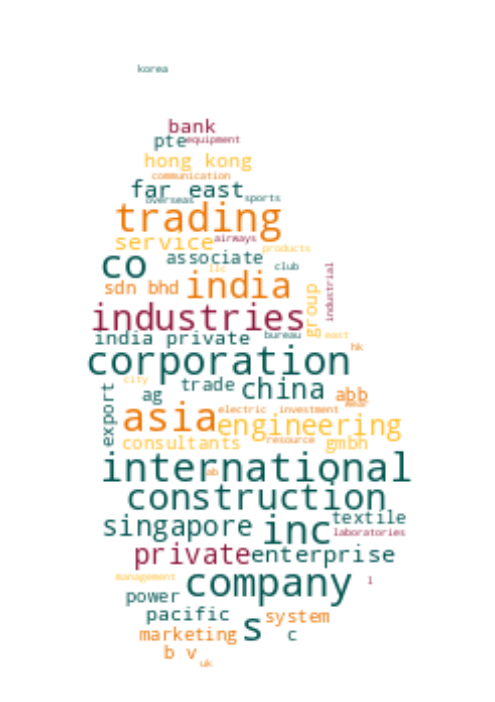 korea
bank
pte equipment
hong kong
communication
far east
overseas sports
trading
service airways
products
co associate
llc club
sdn bhd india industrial
industries group
india private bureau east
hk
corporation
city
export ag trade china abb
wear
asia electric investment
engineering
consultants resource gmbh
international
ab
construction
singapore inc textile
laboratories
private enterprise
management company l
power
pacific system
marketing s c
b v
uk